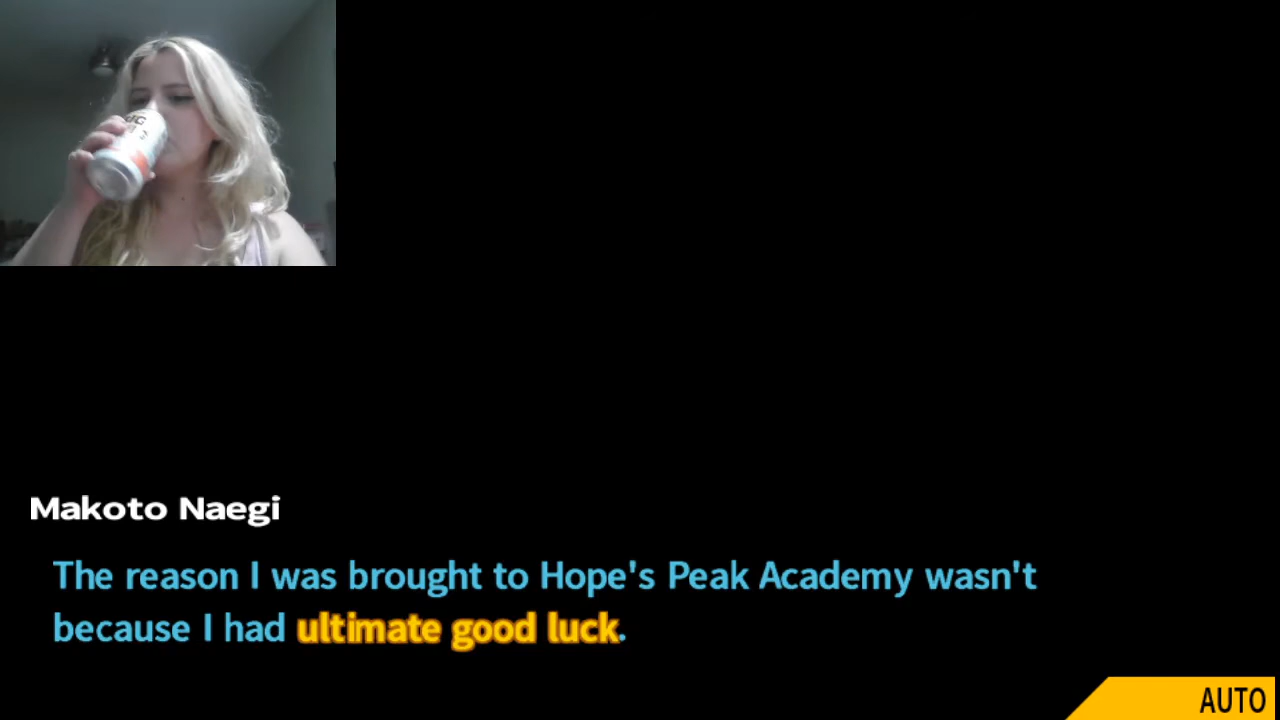 Makoto Naegi
The reason I was brought to Hope's Peak Academy wasn't
because I had ultimate good luck.
AUTO